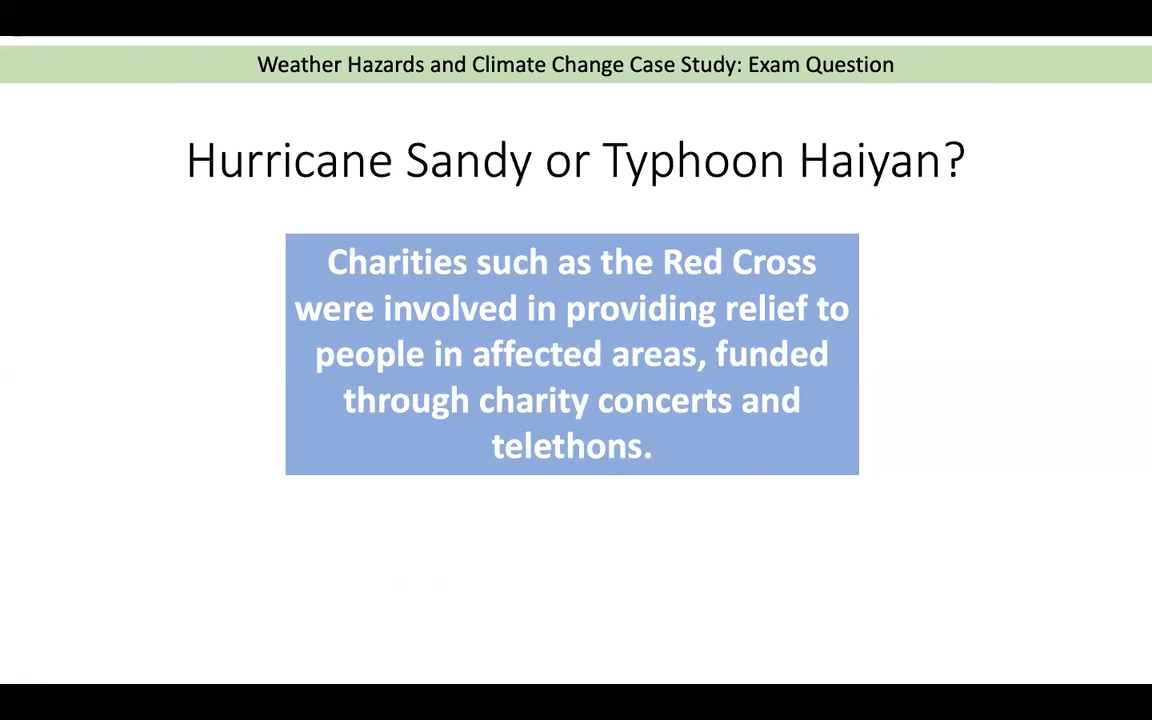 Weather Hazards and Climate Change Case Study: Exam Question
Hurricane Sandy or Typhoon Haiyan?
Charities such as the Red Cross
were involved in providing relief to
people in affected areas, funded
through charity concerts and
telethons.